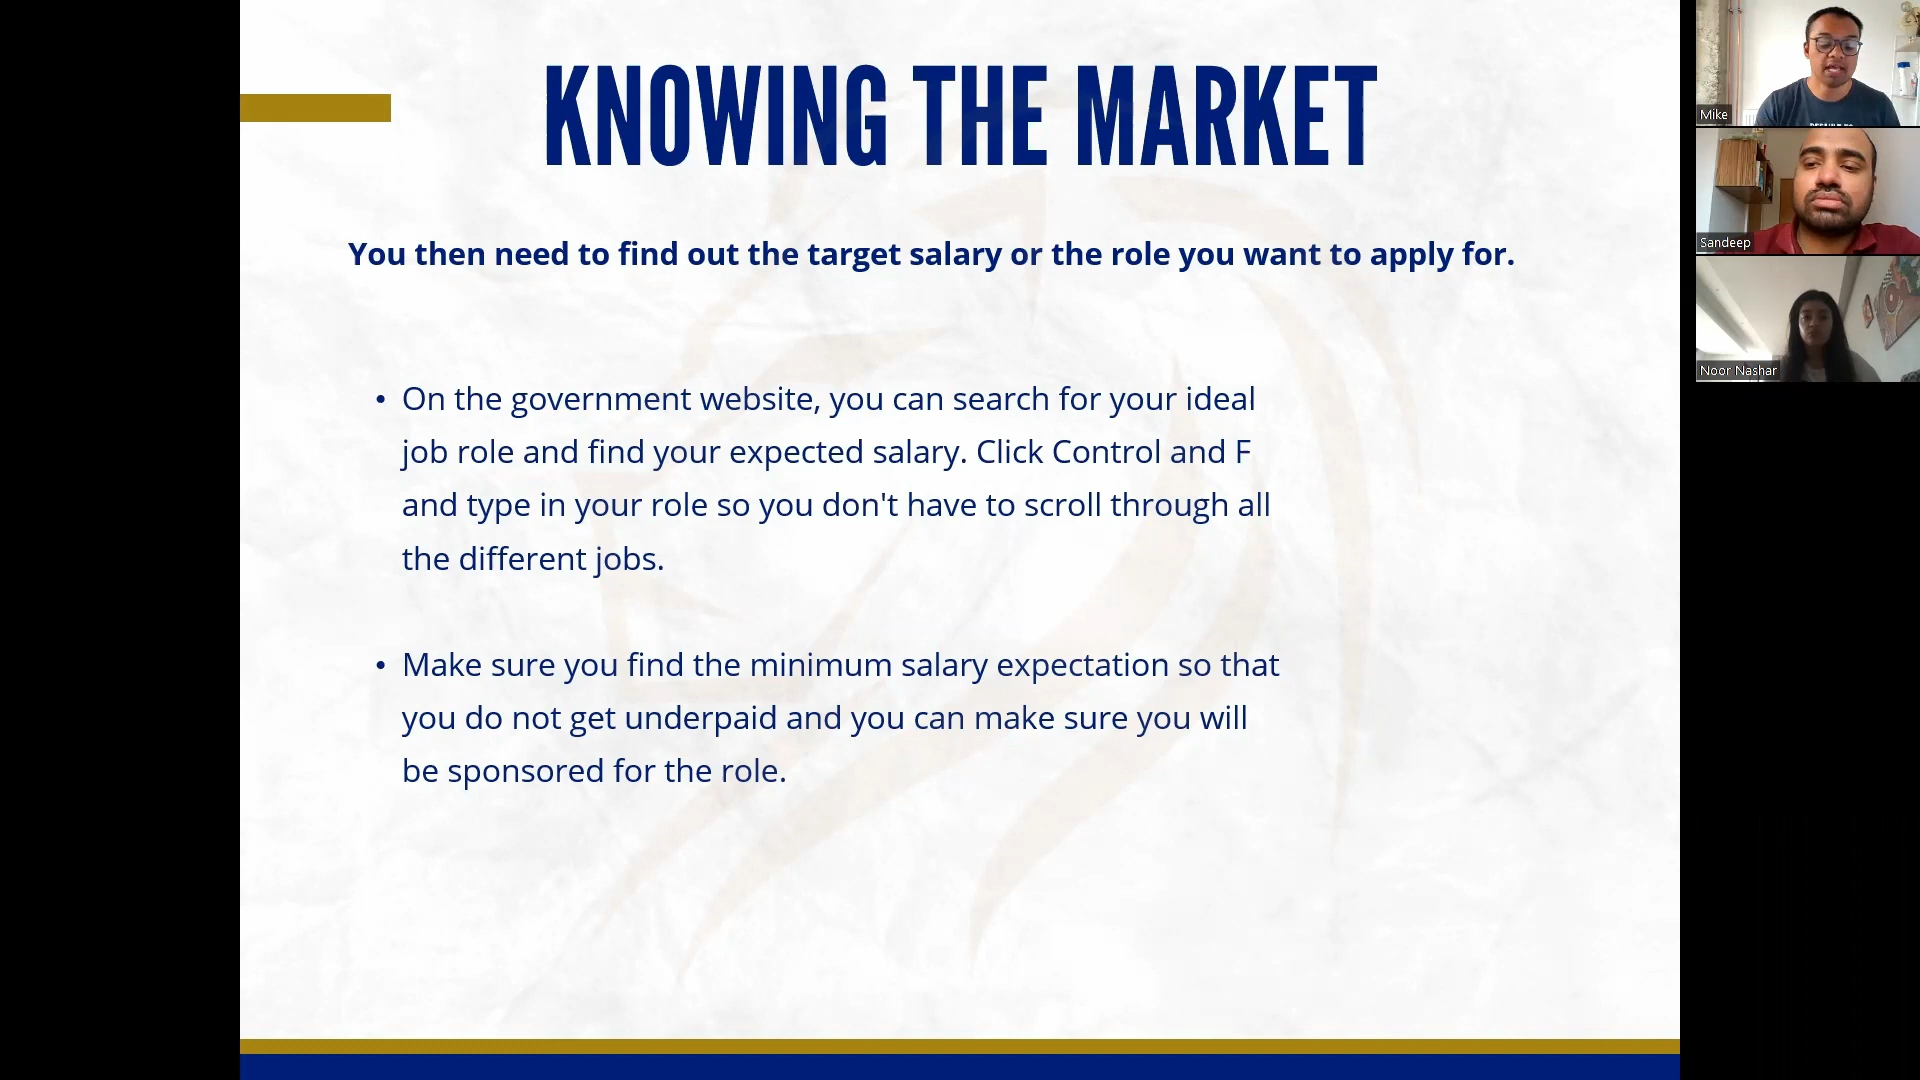 KNOWING THE MARKET
You then need to find out the target salary or the role you want to apply for.
• On the government website, you can search for your ideal
job role and find your expected salary. Click Control and F
and type in your role so you don't have to scroll through all
the different jobs.
• Make sure you find the minimum salary expectation so that
you do not get underpaid and you can make sure you will
be sponsored for the role.
Mike
Sandeep
Noor Nashar